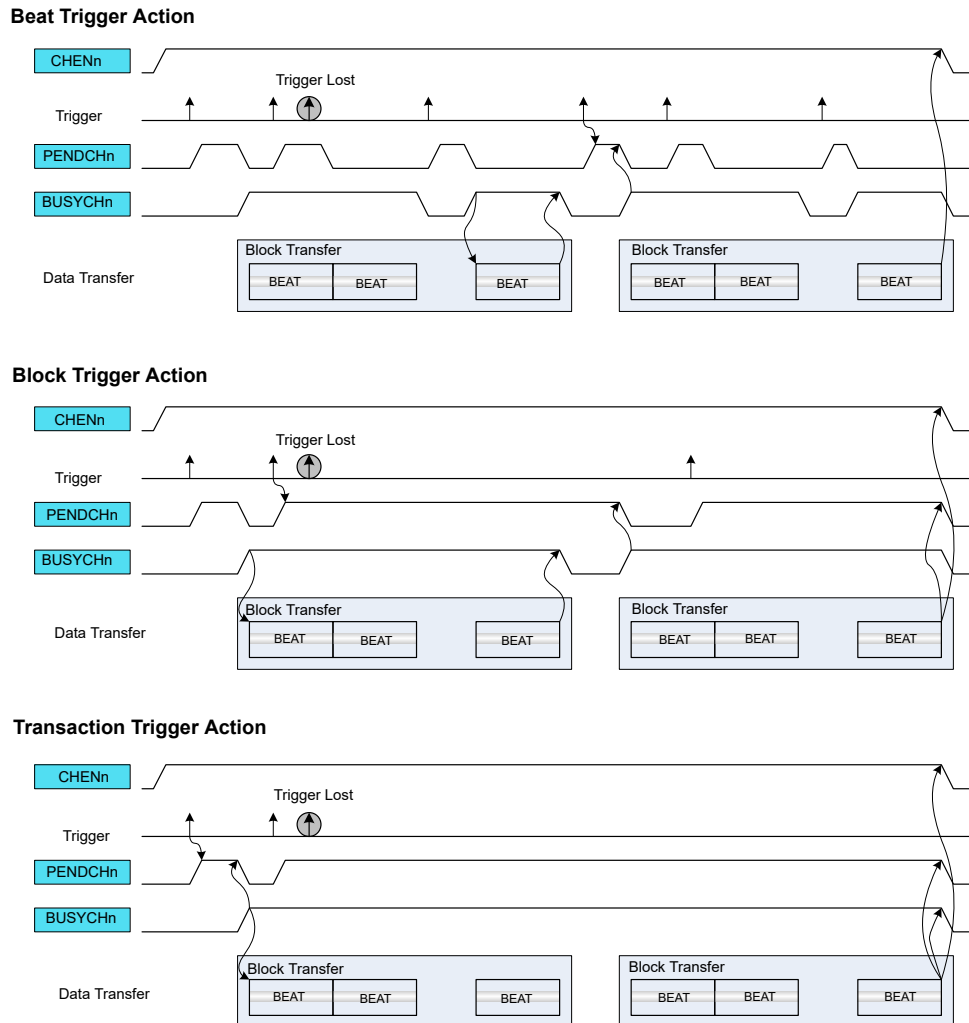 Beat Trigger Action
CHENn
Trigger Lost
Trigger
PENDCHn
BUSYCHn
Block Transfer
Block Transfer
Data Transfer
BEAT
BEAT
BEAT
BEAT
BEAT
BEAT
Block Trigger Action
CHENn
Trigger Lost
Trigger
PENDCHn
BUSYCHn
Block Transfer
Block Transfer
Data Transfer
BEAT
BEAT
BEAT
BEAT
BEAT
BEAT
Transaction Trigger Action
CHENn
Trigger Lost
Trigger
PENDCHn
BUSYCHn
Block Transfer
Block Transfer
Data Transfer
BEAT
BEAT
BEAT
BEAT
BEAT
BEAT